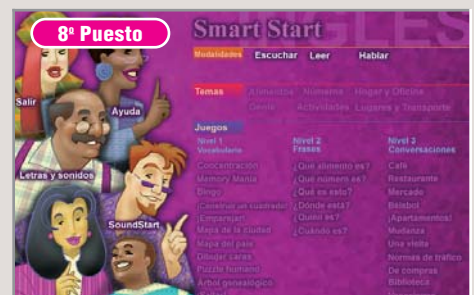 8º Puesto
INGLES
Smart Start
Modalidades Escuchar Leer Hablar
Temas Alimentos Números Hogar y Oficina
Gente Actividades Lugares y Transporte
Salir
Ayuda
Letras y sonidos
SoundStart
Juegos
Nivel 1 Nivel 2 Nivel 3
Vocabulario Frases Conversaciones
Concentración ¿Qué alimento es? Café
Memory Manía ¿Qué número es? Restaurante
Bingo ¿Qué es esto? Mercado
¡Construir un cuadrado! ¿Dónde está? Béisbol
¡Emparejar! ¿Quién es? ¡Apartamentos!
Mapa de la ciudad ¿Cuándo es? Mudanza
Mapa del país Una visita
Dibujar caras Normas de tráfico
Puzzle humano De compras
Árbol genealógico Biblioteca